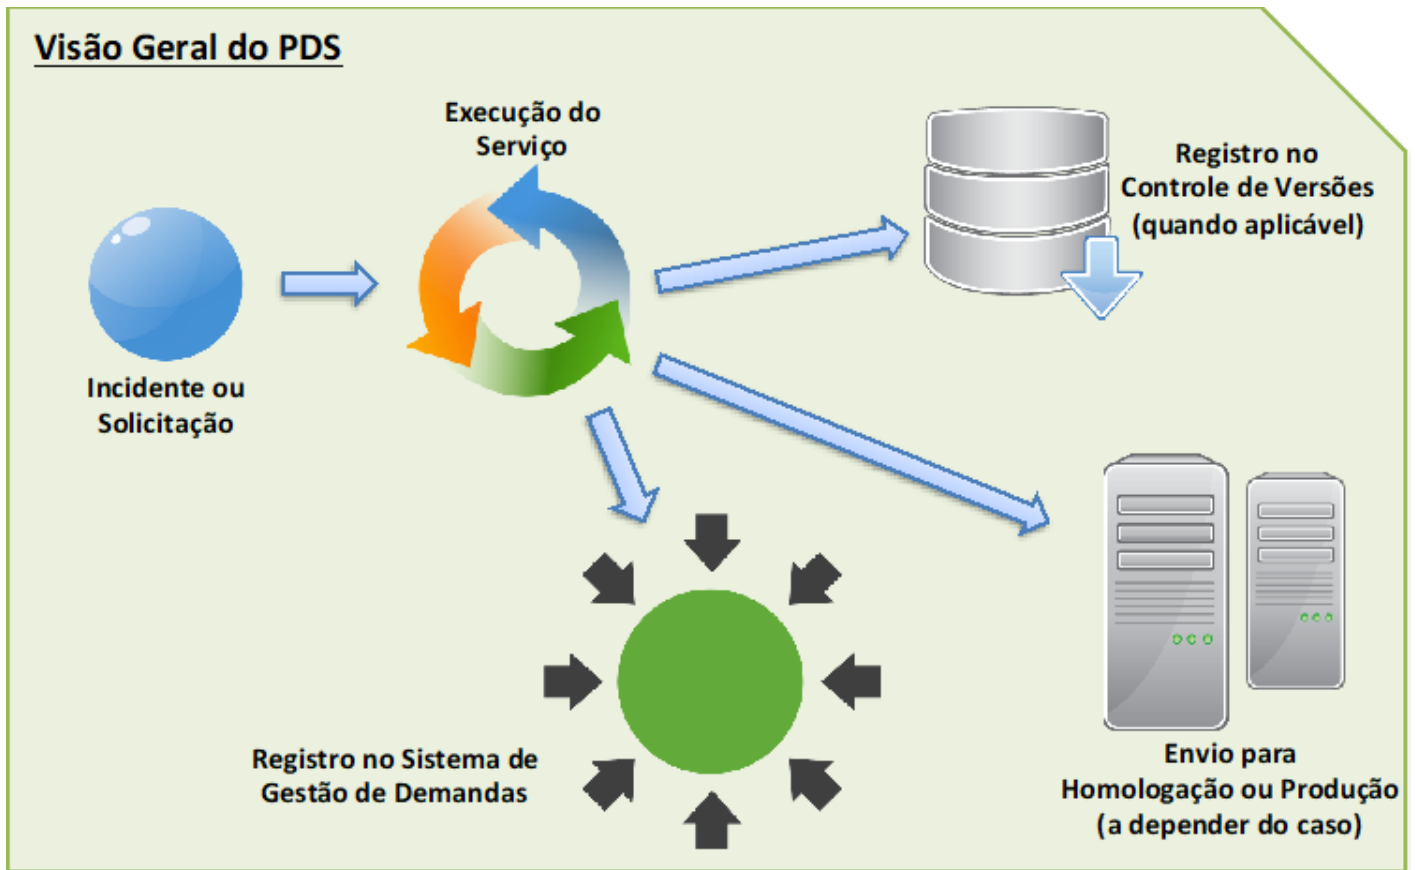 Visão Geral do PDS
Execução do
Serviço
Registro no
Controle de Versões
(quando aplicável)
Incidente ou
Solicitação
Registro no Sistema de
Gestão de Demandas
Envio para
Homologação ou Produção
(a depender do caso)